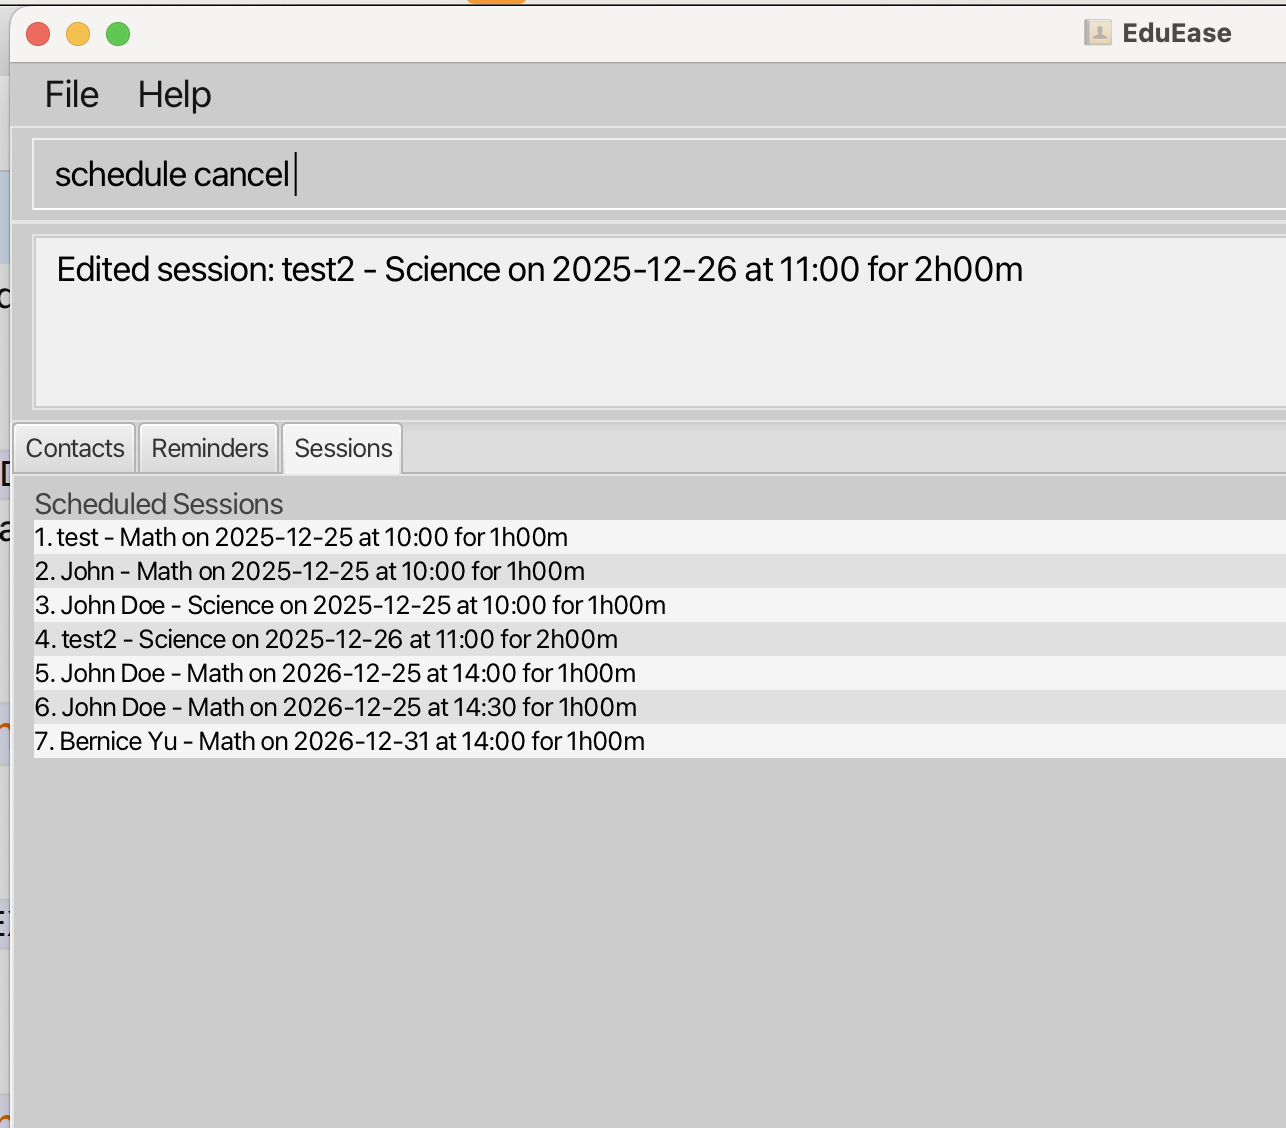 EduEase
File Help
schedule cancel
Edited session: test2 - Science on 2025-12-26 at 11:00 for 2h00m
Contacts Reminders Sessions
Scheduled Sessions
1. test - Math on 2025-12-25 at 10:00 for 1h00m
2. John - Math on 2025-12-25 at 10:00 for 1h00m
3. John Doe - Science on 2025-12-25 at 10:00 for 1h00m
4. test2 - Science on 2025-12-26 at 11:00 for 2h00m
5. John Doe - Math on 2026-12-25 at 14:00 for 1h00m
6. John Doe - Math on 2026-12-25 at 14:30 for 1h00m
7. Bernice Yu - Math on 2026-12-31 at 14:00 for 1h00m